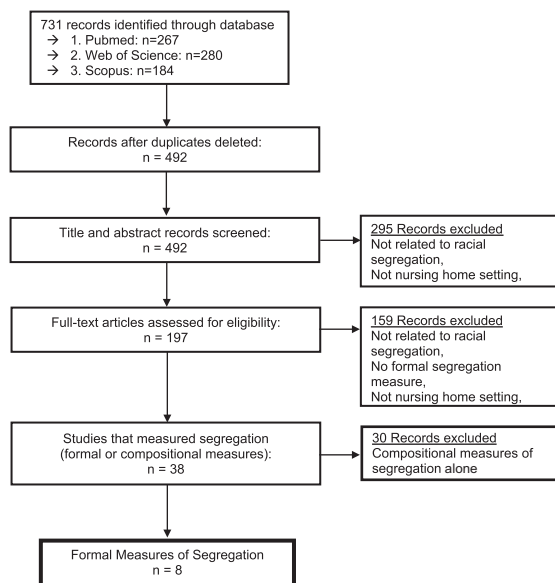 731 records identified through database
→ 1. Pubmed: n=267
→ 2. Web of Science: n=280
→ 3. Scopus: n=184
Records after duplicates deleted:
n = 492
Title and abstract records screened:
n = 492
295 Records excluded
Not related to racial
segregation,
Not nursing home setting,
Full-text articles assessed for eligibility:
n = 197
159 Records excluded
Not related to racial
segregation,
No formal segregation
measure,
Not nursing home setting,
Studies that measured segregation
(formal or compositional measures):
n = 38
30 Records excluded
Compositional measures of
segregation alone
Formal Measures of Segregation
n = 8